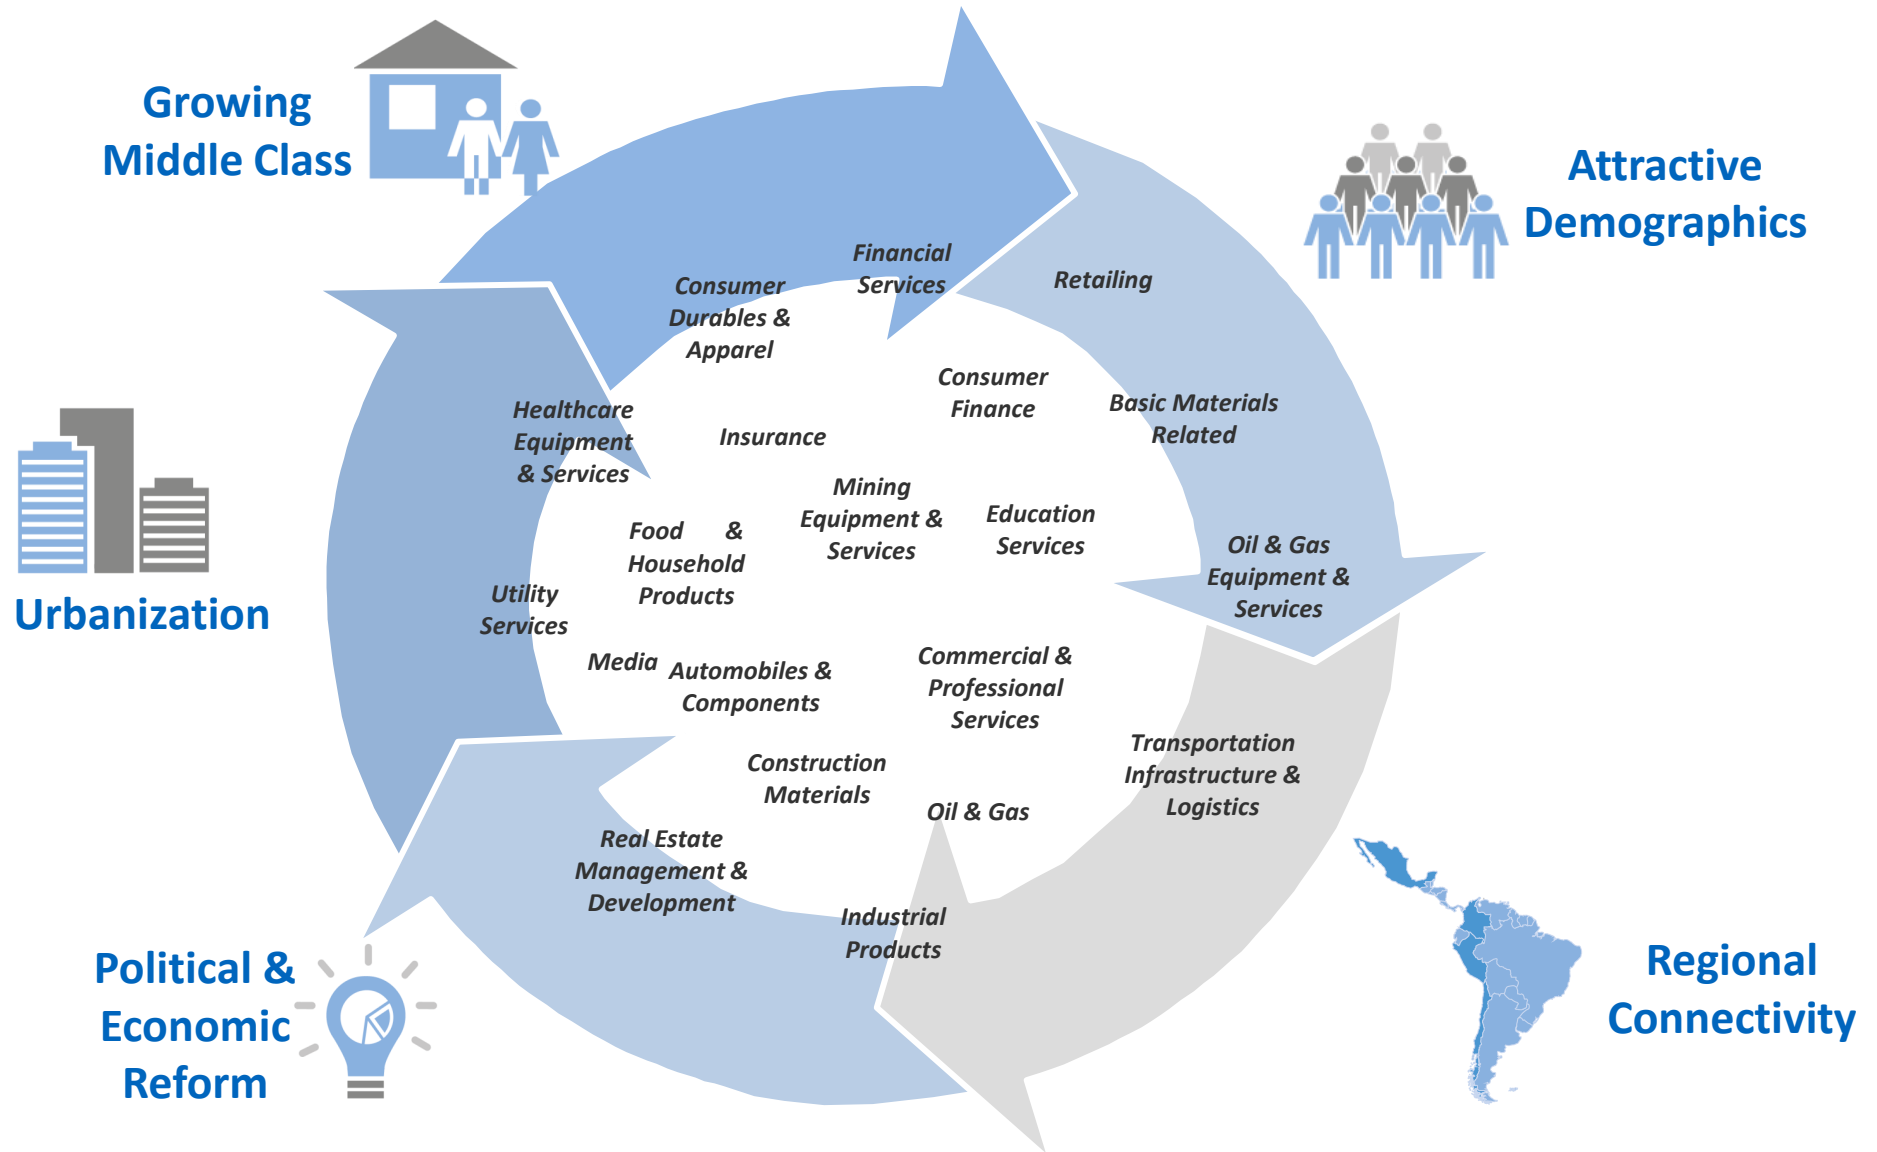 Growing
Middle Class
Attractive
Demographics
Financial
Services
Consumer
Durables &
Apparel
Retailing
Consumer
Finance
Basic Materials
Related
Healthcare
Equipment
& Services
Insurance
Mining
Equipment &
Services
Education
Services
Food &
Household
Products
Oil & Gas
Equipment &
Services
Utility
Services
Urbanization
Media
Automobiles &
Components
Commercial &
Professional
Services
Transportation
Infrastructure &
Logistics
Construction
Materials
Oil & Gas
Real Estate
Management &
Development
Industrial
Products
Political &
Economic
Reform
Regional
Connectivity